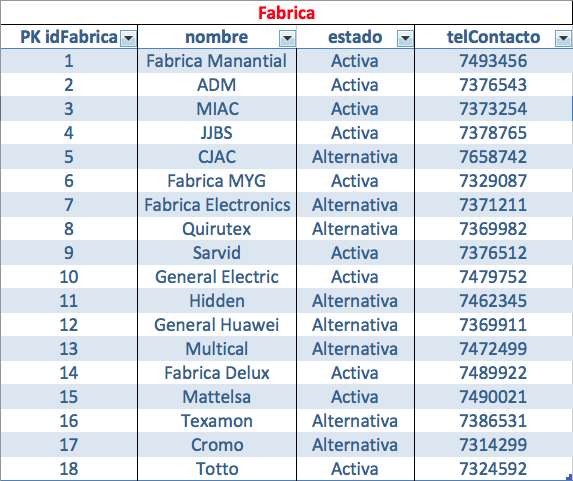 Fabrica
PK idFabrica nombre estado telContacto
1 Fabrica Manantial Activa 7493456
2 ADM Activa 7376543
3 MIAC Activa 7373254
4 JJBS Activa 7378765
5 CJAC Alternativa 7658742
6 Fabrica MYG Activa 7329087
7 Fabrica Electronics Alternativa 7371211
8 Quirutex Alternativa 7369982
9 Sarvid Activa 7376512
10 General Electric Activa 7479752
11 Hidden Alternativa 7462345
12 General Huawei Alternativa 7369911
13 Multical Alternativa 7472499
14 Fabrica Delux Activa 7489922
15 Mattelsa Activa 7490021
16 Texamon Alternativa 7386531
17 Cromo Alternativa 7314299
18 Totto Activa 7324592